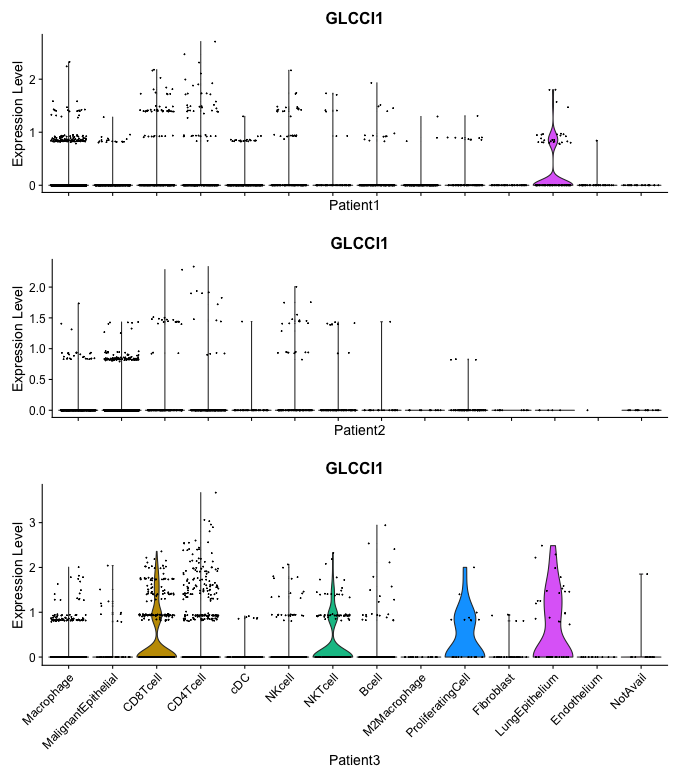 GLCCI1
Expression Level
2
1
0
Patient1
GLCCI1
Expression Level
2.0
1.5
1.0
0.5
0.0
Patient2
GLCCI1
Expression Level
3
2
1
0
Macrophage
MalignantEpithelial
CD8Tcell
CD4Tcell
cDC
NKcell
NKTcell
Bcell
M2Macrophage
ProliferatingCell
Fibroblast
LungEpithelium
Endothelium
NotAvail
Patient3